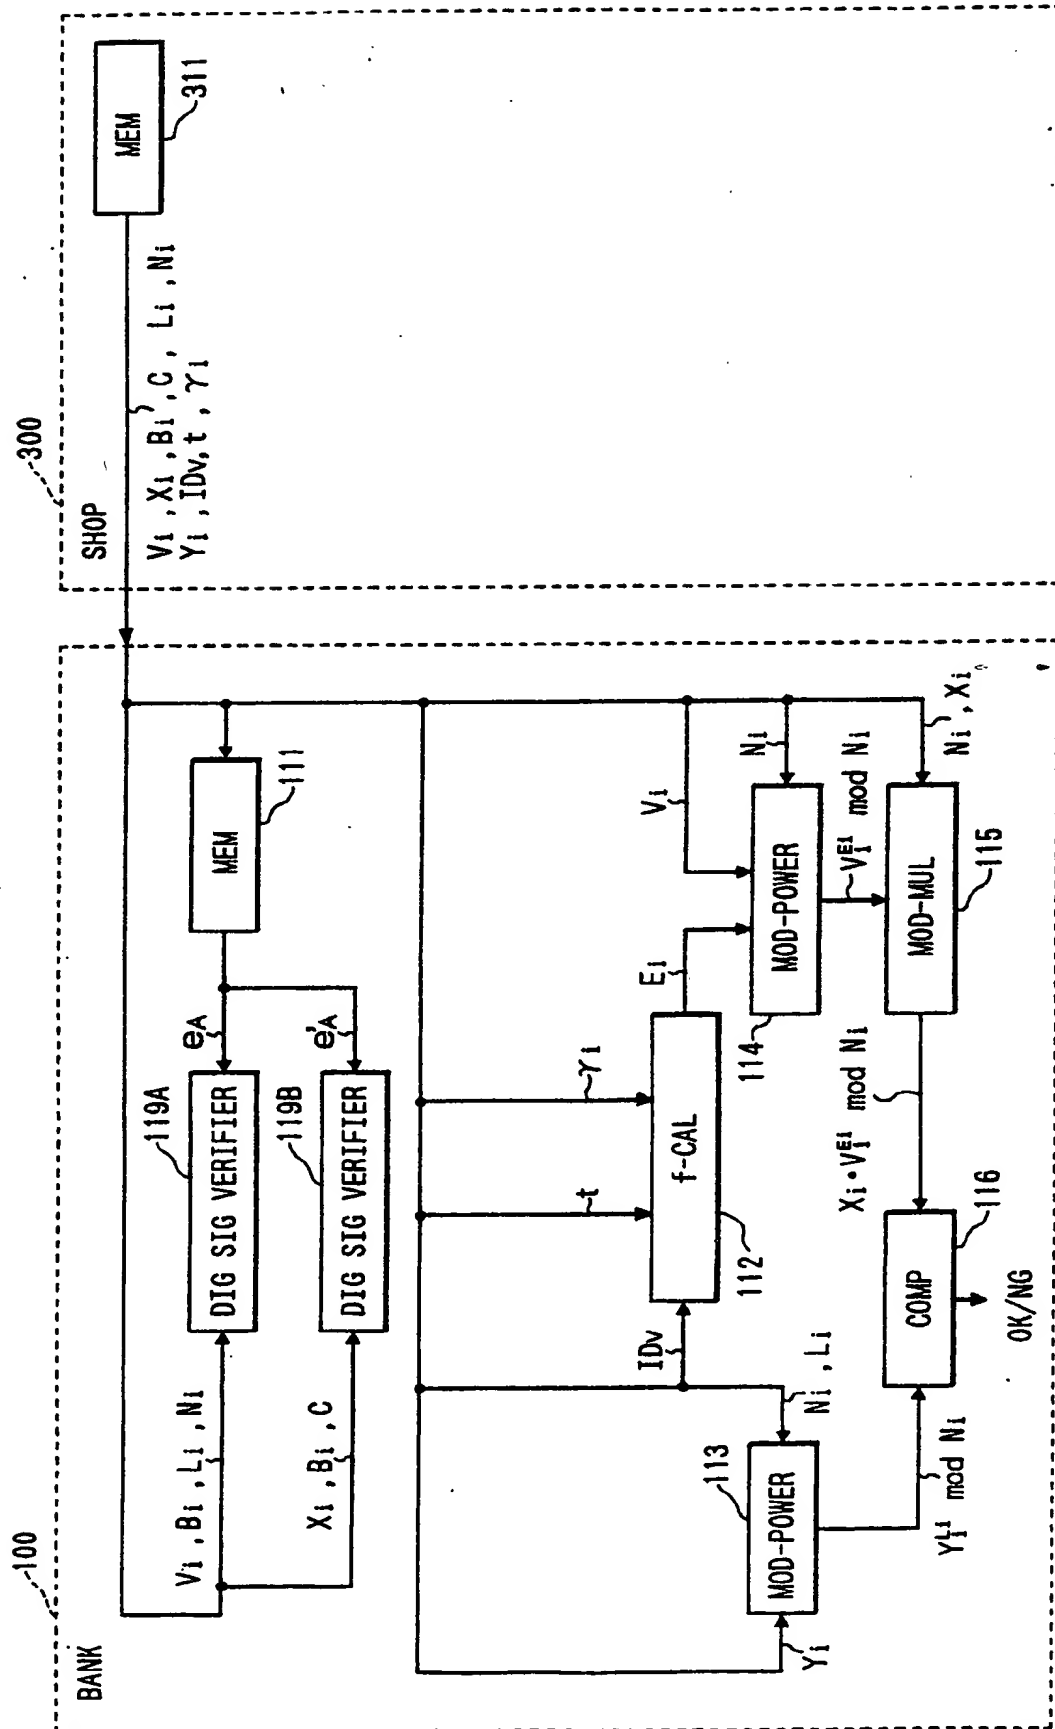 100
BANK
300
SHOP
MEM
311
Vi , Xi , Bi , C , Li , Ni
Yi , IDv, t , γi
MEM
111
eA
e'A
119A
DIG SIG VERIFIER
119B
DIG SIG VERIFIER
Vi , Bi , Li , Ni
Xi , Bi , C
Vi
Ni
Ni , Xi
Ei
MOD-POWER
114
Vi^Ei mod Ni
MOD-MUL
115
γi
t
f-CAL
112
IDv
Ni , Li
113
MOD-POWER
Yi
Yi^Li mod Ni
Xi•Vi^Ei mod Ni
COMP
116
OK/NG